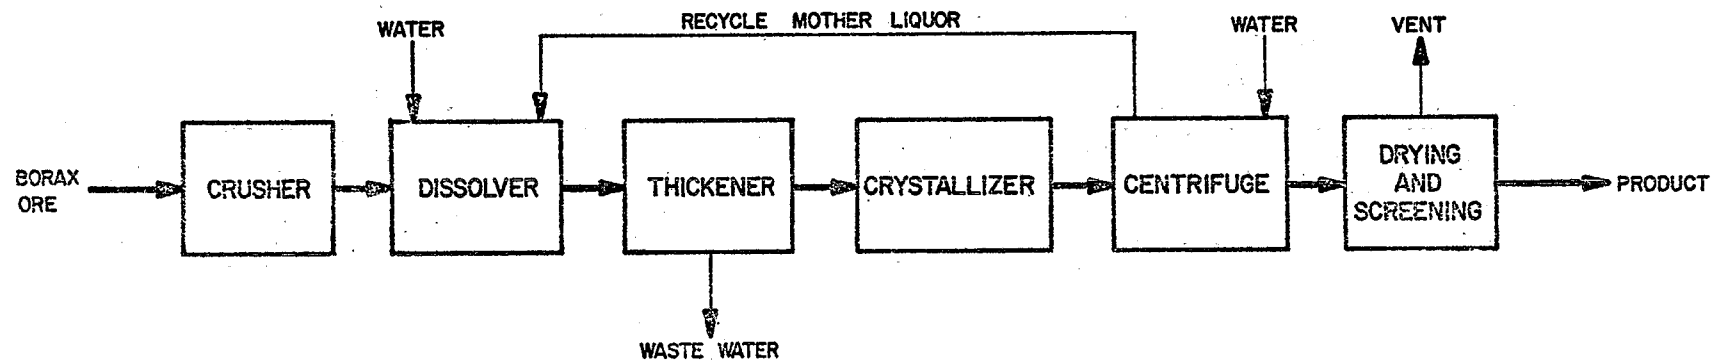 RECYCLE MOTHER LIQUOR
WATER
WATER
VENT
BORAX
ORE
CRUSHER
DISSOLVER
THICKENER
CRYSTALLIZER
CENTRIFUGE
DRYING
AND
SCREENING
PRODUCT
WASTE WATER